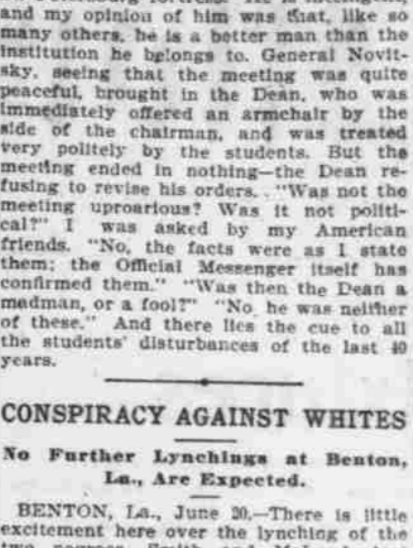 and my opinion of him was that, like so
many others, he is a better man than the
institution he belongs to. General Novit-
sky, seeing that the meeting was quite
peaceful, brought in the Dean, who was
immediately offered an armchair by the
side of the chairman, and was treated
very politely by the students. But the
meeting ended in nothing—the Dean re-
fusing to revise his orders. "Was not the
meeting uproarious? Was it not politi-
cal?" I was asked by my American
friends. "No, the facts were as I state
them; the Official Messenger itself has
confirmed them." "Was then the Dean a
madman, or a fool?" "No, he was neither
of these." And there lies the cue to all
the students' disturbances of the last 40
years.
CONSPIRACY AGAINST WHITES
No Further Lynchings at Benton,
La., Are Expected.
BENTON, La., June 20.—There is little
excitement here over the lynching of the
two negroes, Smith and